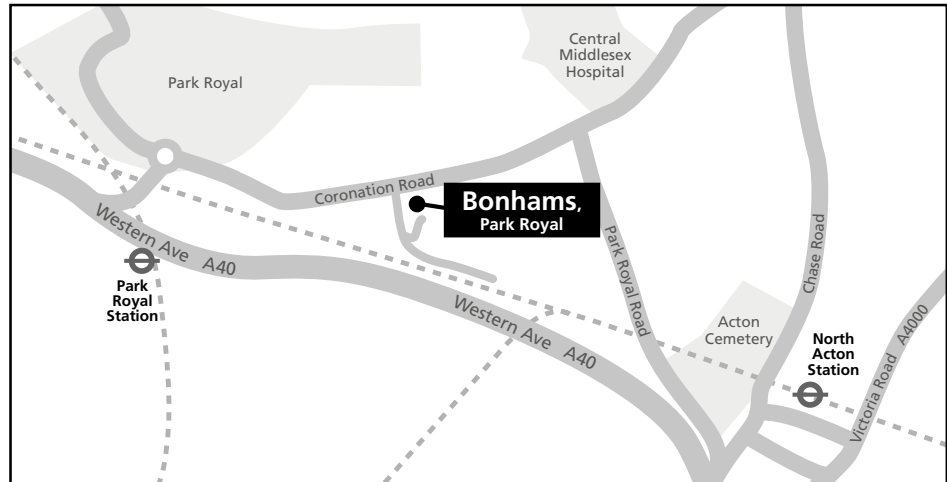 Central
Middlesex
Hospital
Park Royal
Coronation Road
Bonhams,
Park Royal
Western Ave A40
Park
Royal
Station
Park Royal Road
Chase Road
Western Ave A40
Acton
Cemetery
North
Acton
Station
Victoria Road A4000